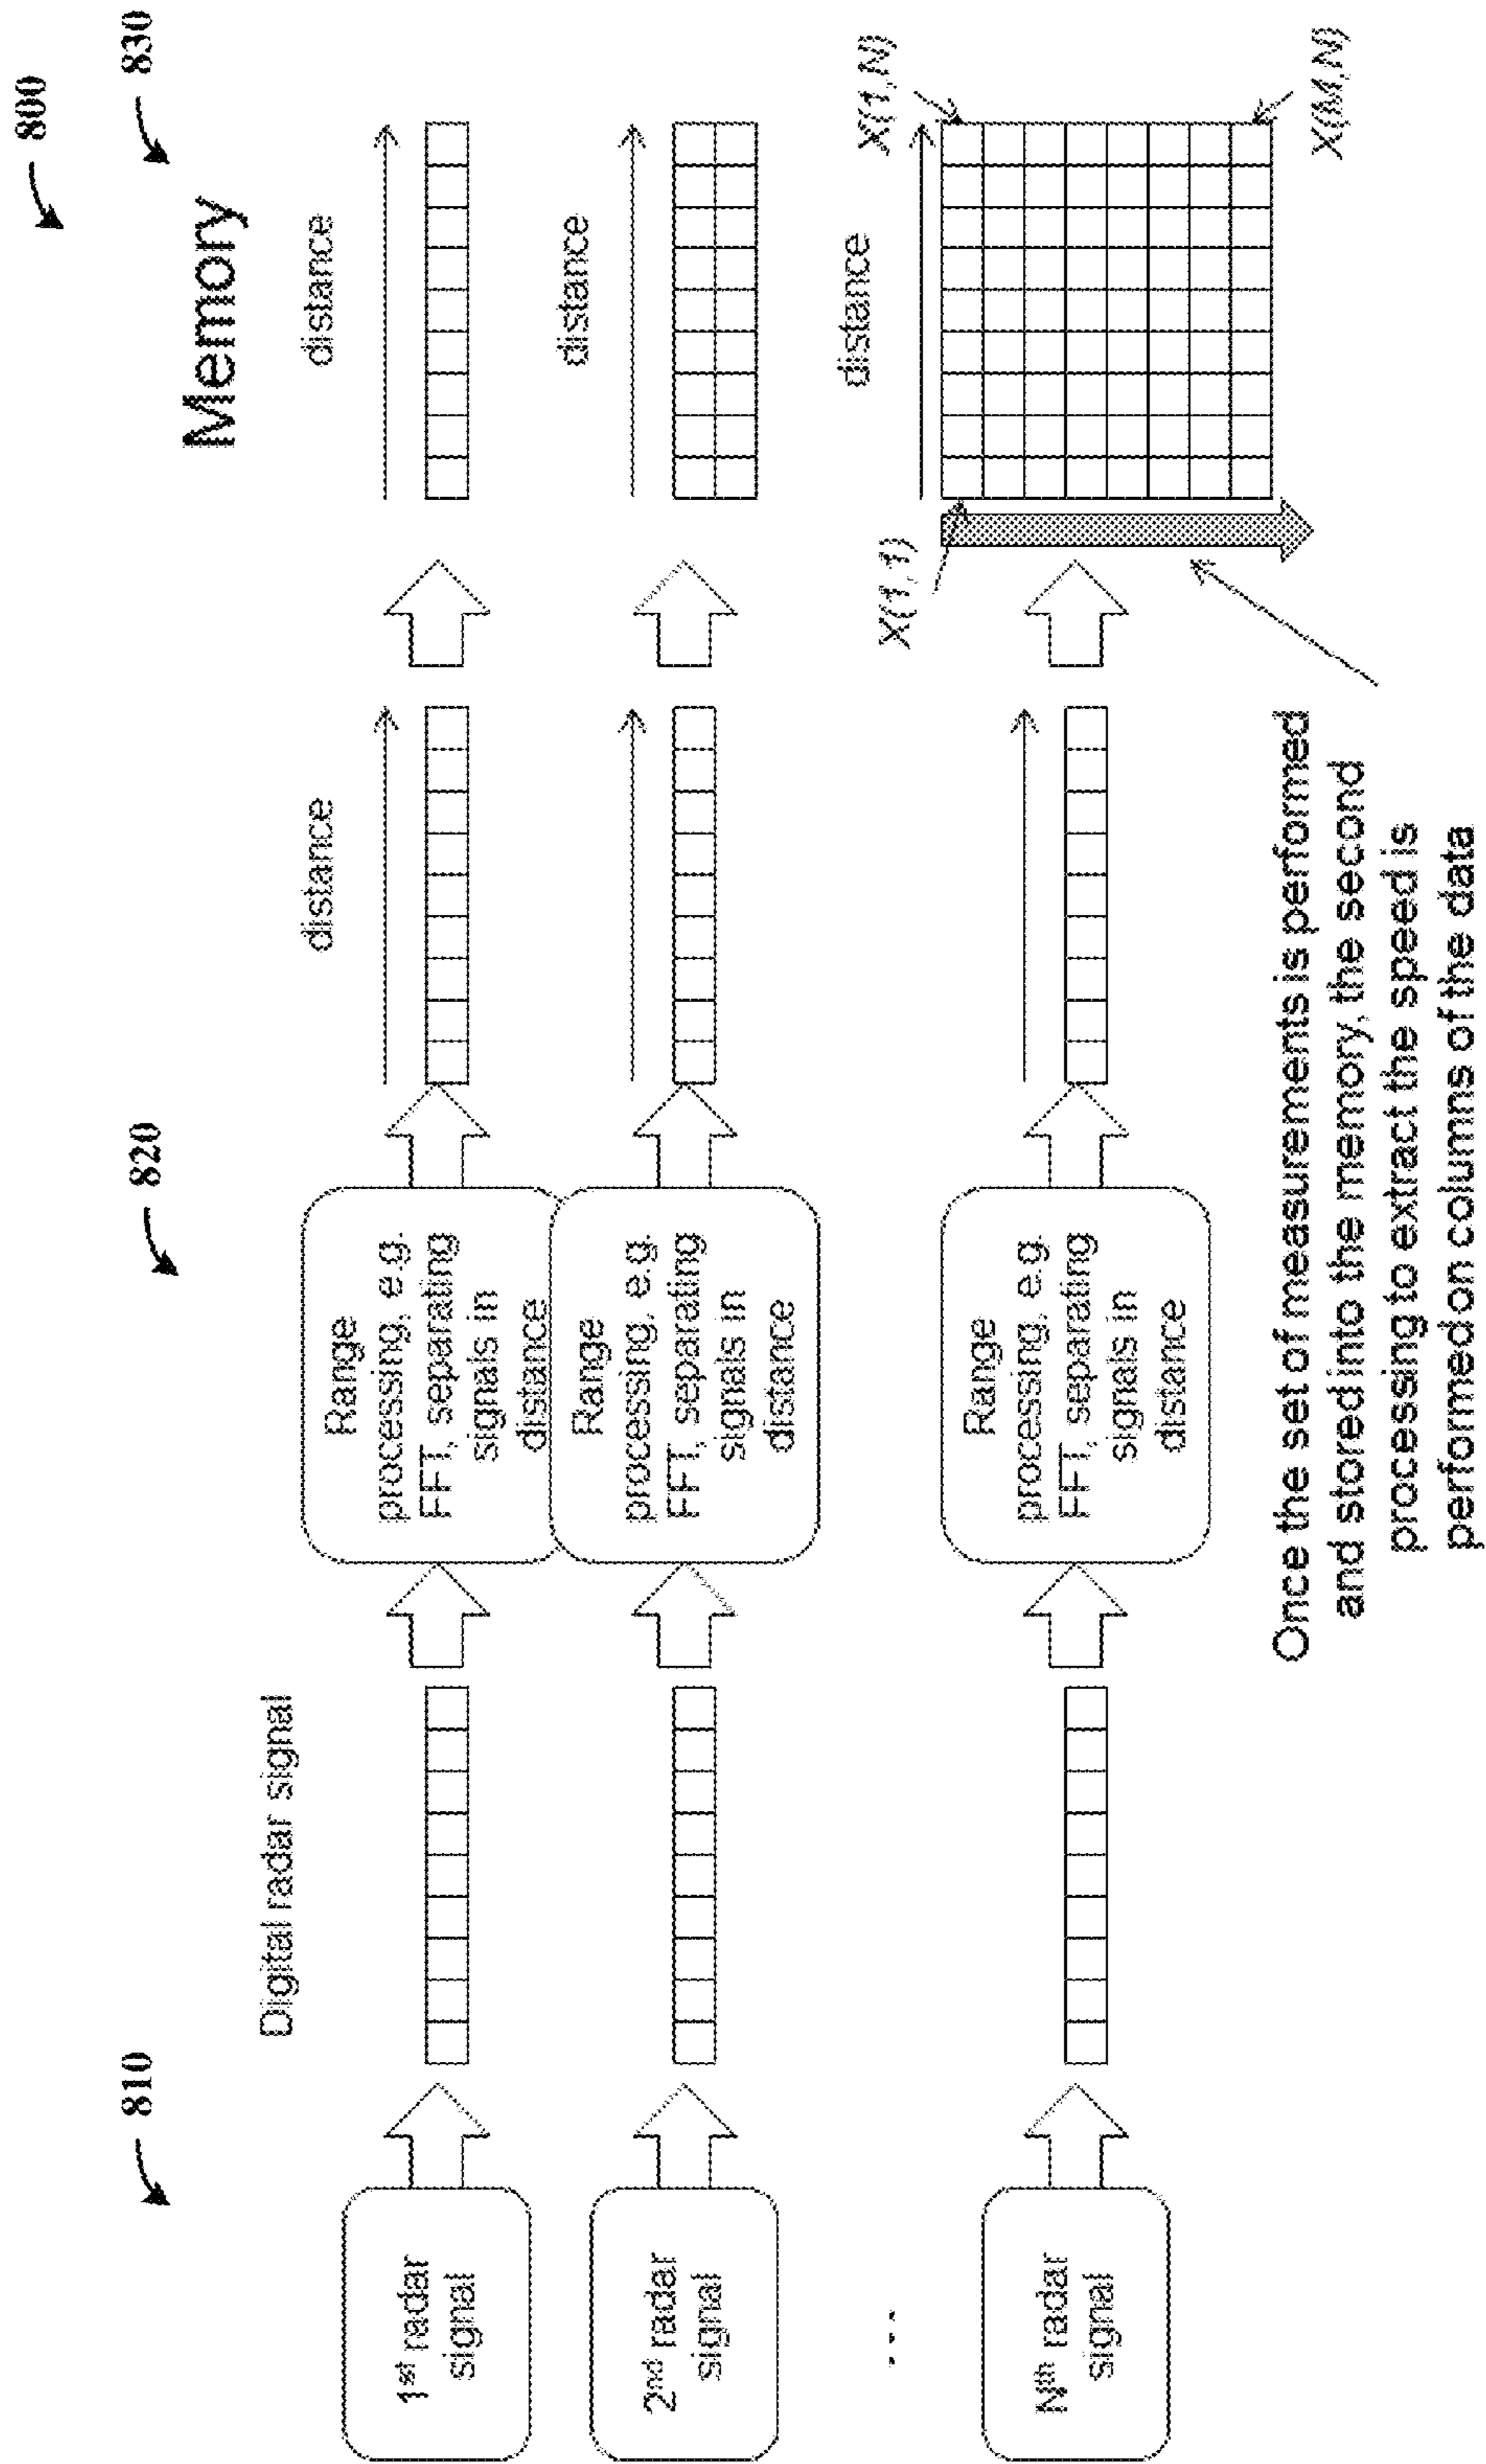 800
810
820
830
Memory
Digital radar signal
distance
distance
1st radar
signal
Range
processing, e.g.
FFT, separating
signals in
distance
distance
2nd radar
signal
Range
processing, e.g.
FFT, separating
signals in
distance
...
distance
X(1,1)
X(1,N)
Nth radar
signal
Range
processing, e.g.
FFT, separating
signals in
distance
X(M,N)
Once the set of measurements is performed
and stored into the memory, the second
processing to extract the speed is
performed on columns of the data